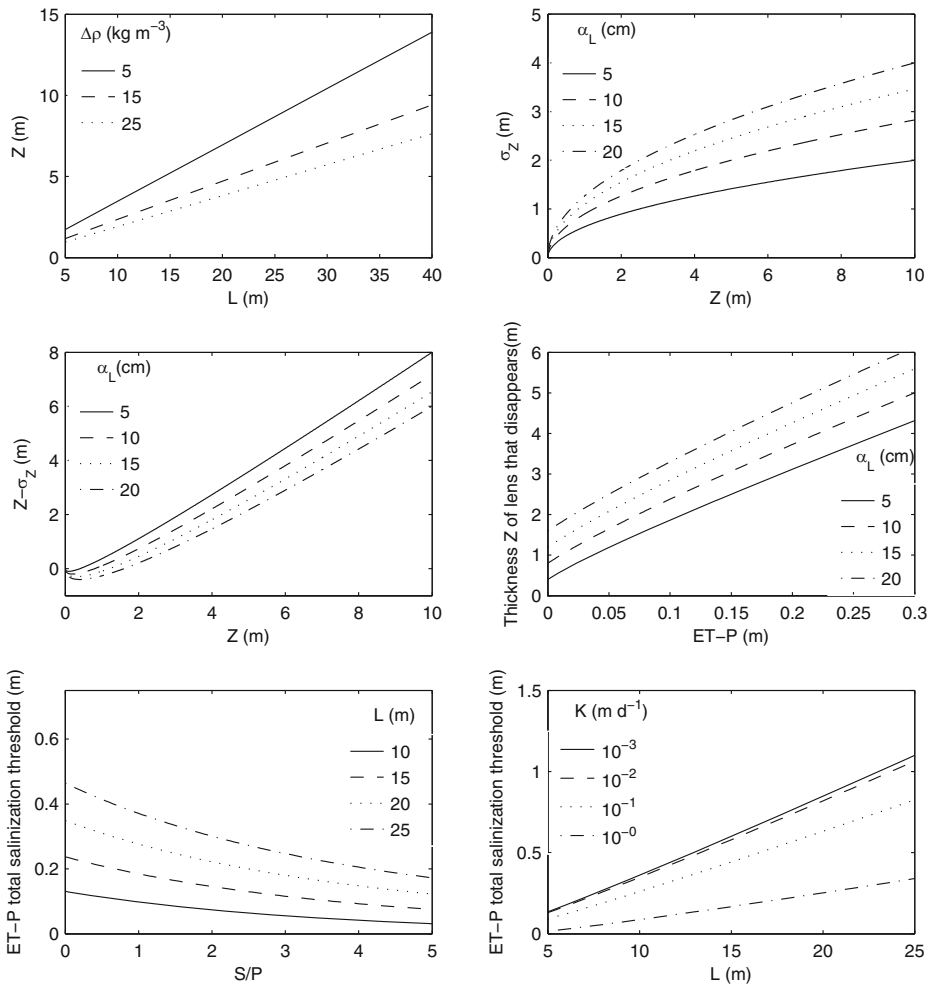 15
10
5
0
Z (m)
Δρ (kg m⁻³)
5
15
25
5 10 15 20 25 30 35 40
L (m)
5
4
3
2
1
0
σ_Z (m)
α_L (cm)
5
10
15
20
0 2 4 6 8 10
Z (m)
8
6
4
2
0
Z−σ_Z (m)
α_L (cm)
5
10
15
20
0 2 4 6 8 10
Z (m)
6
5
4
3
2
1
0
Thickness Z of lens that disappears(m)
α_L (cm)
5
10
15
20
0 0.05 0.1 0.15 0.2 0.25 0.3
ET−P (m)
0.6
0.4
0.2
0
ET−P total salinization threshold (m)
L (m)
10
15
20
25
0 1 2 3 4 5
S/P
1.5
1
0.5
0
ET−P total salinization threshold (m)
K (m d⁻¹)
10⁻³
10⁻²
10⁻¹
10⁻⁰
5 10 15 20 25
L (m)